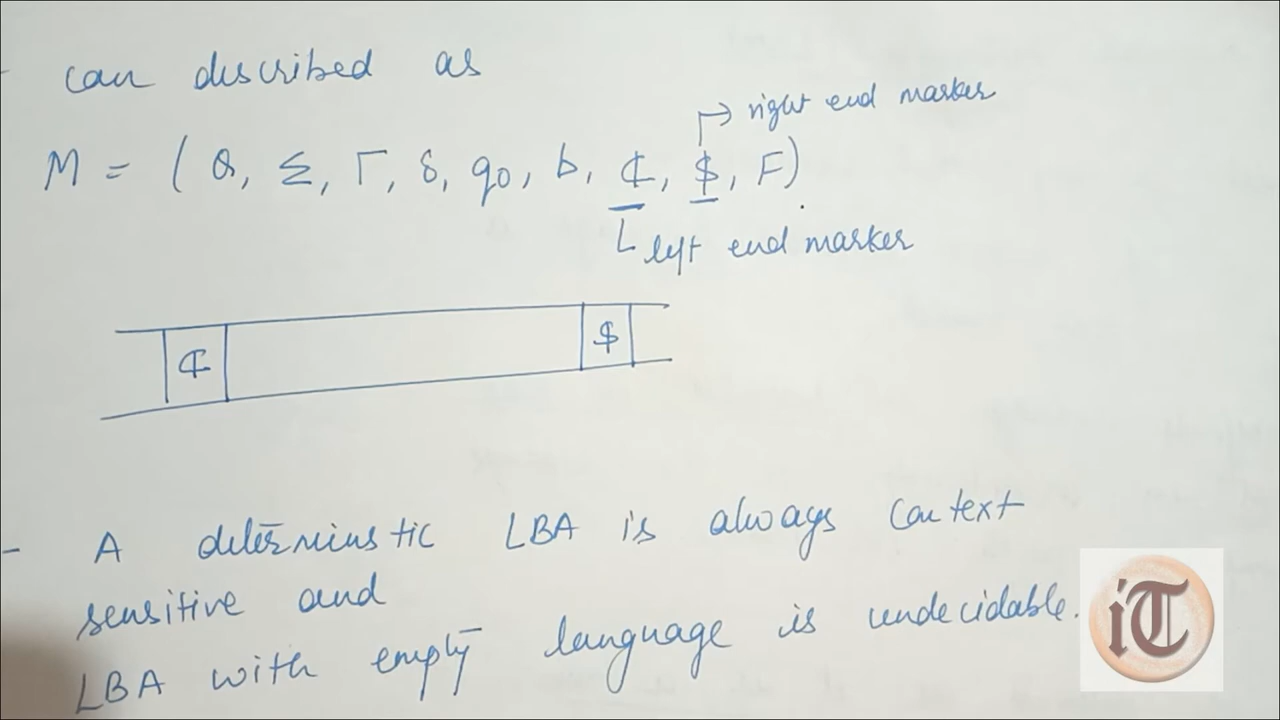 - can described as
→ right end marker
M = ( Q, Σ, Γ, δ, q0, b, ₵, $, F)
left end marker
₵ $
- A deterministic LBA is always context
sensitive and
LBA with empty language is undecidable.
iT